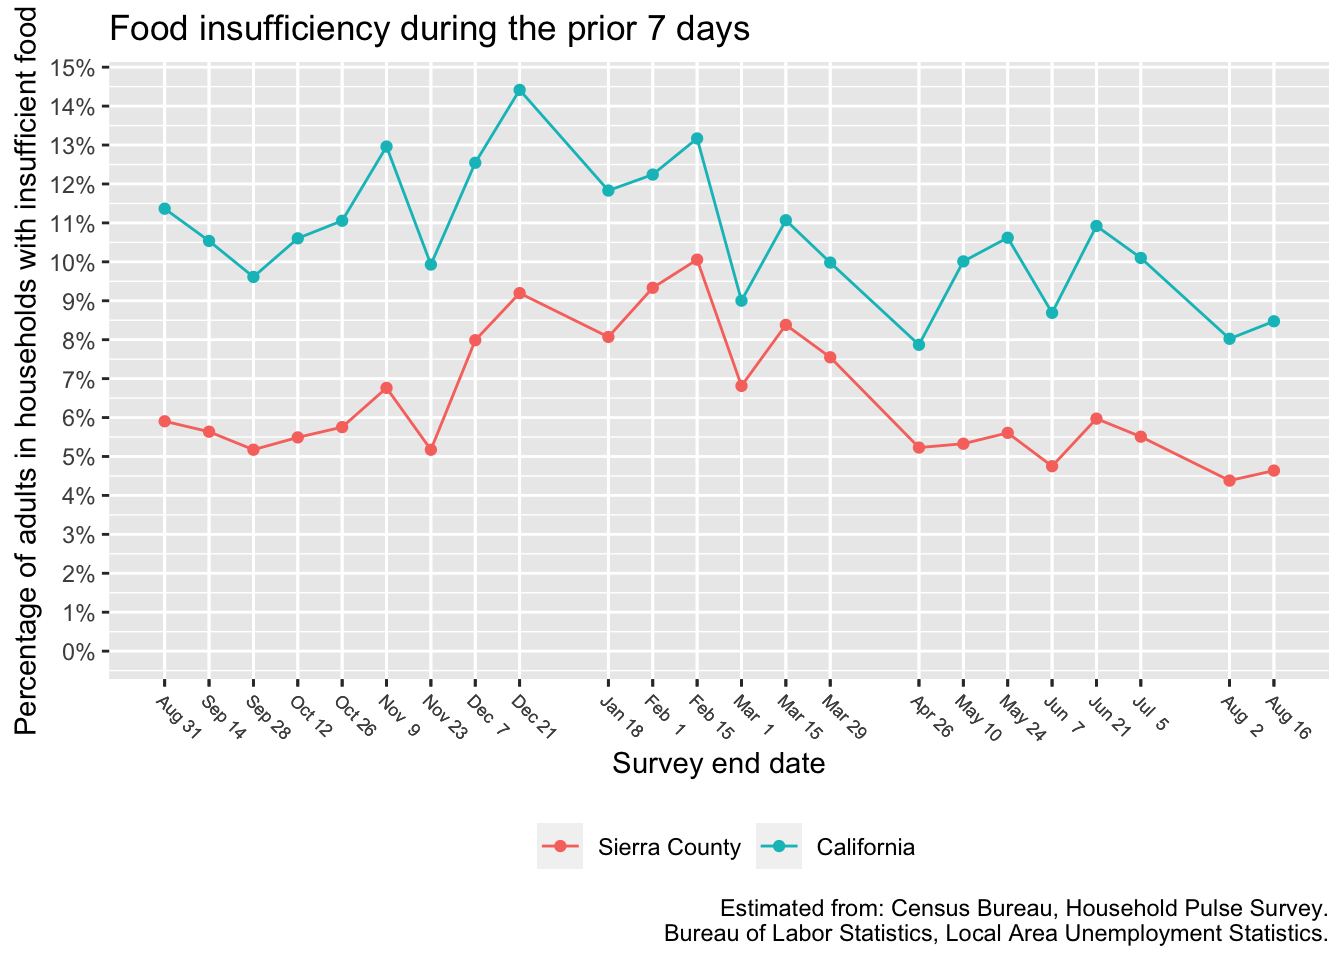 Food insufficiency during the prior 7 days
Percentage of adults in households with insufficient food
15%
14%
13%
12%
11%
10%
9%
8%
7%
6%
5%
4%
3%
2%
1%
0%
Aug 31
Sep 14
Sep 28
Oct 12
Oct 26
Nov 9
Nov 23
Dec 7
Dec 21
Jan 18
Feb 1
Feb 15
Mar 1
Mar 15
Mar 29
Apr 26
May 10
May 24
Jun 7
Jun 21
Jul 5
Aug 2
Aug 16
Survey end date
Sierra County
California
Estimated from: Census Bureau, Household Pulse Survey.
Bureau of Labor Statistics, Local Area Unemployment Statistics.